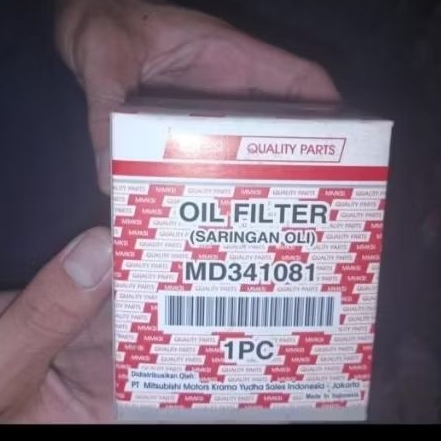 QUALITY PARTS
OIL FILTER
(SARINGAN OLI)
MD341081
1PC
Didistribusikan Oleh :
PT Mitsubishi Motors Krama Yudha Sales Indonesia - Jakarta
Made In Indonesia